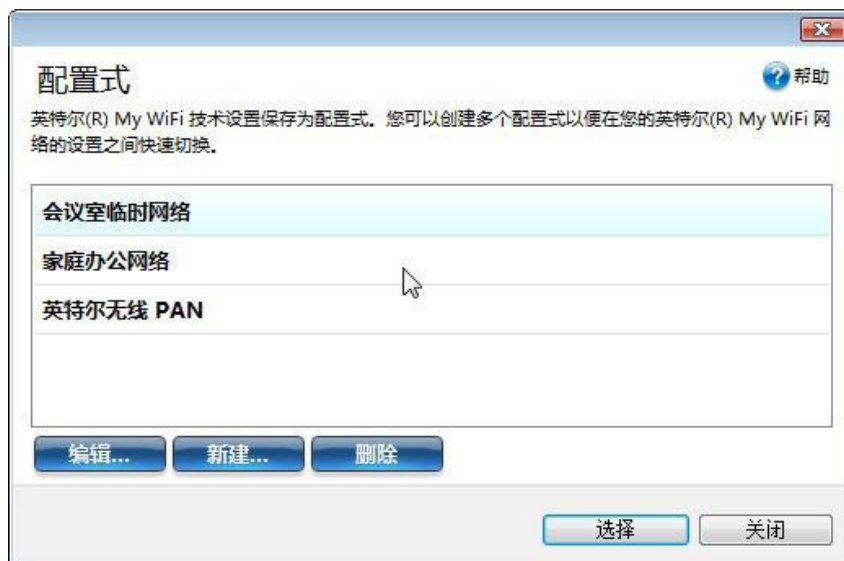 配置式
帮助
英特尔(R) My WiFi 技术设置保存为配置式。您可以创建多个配置式以便在您的英特尔(R) My WiFi 网
络的设置之间快速切换。
会议室临时网络
家庭办公网络
英特尔无线 PAN
编辑...
新建...
删除
选择
关闭